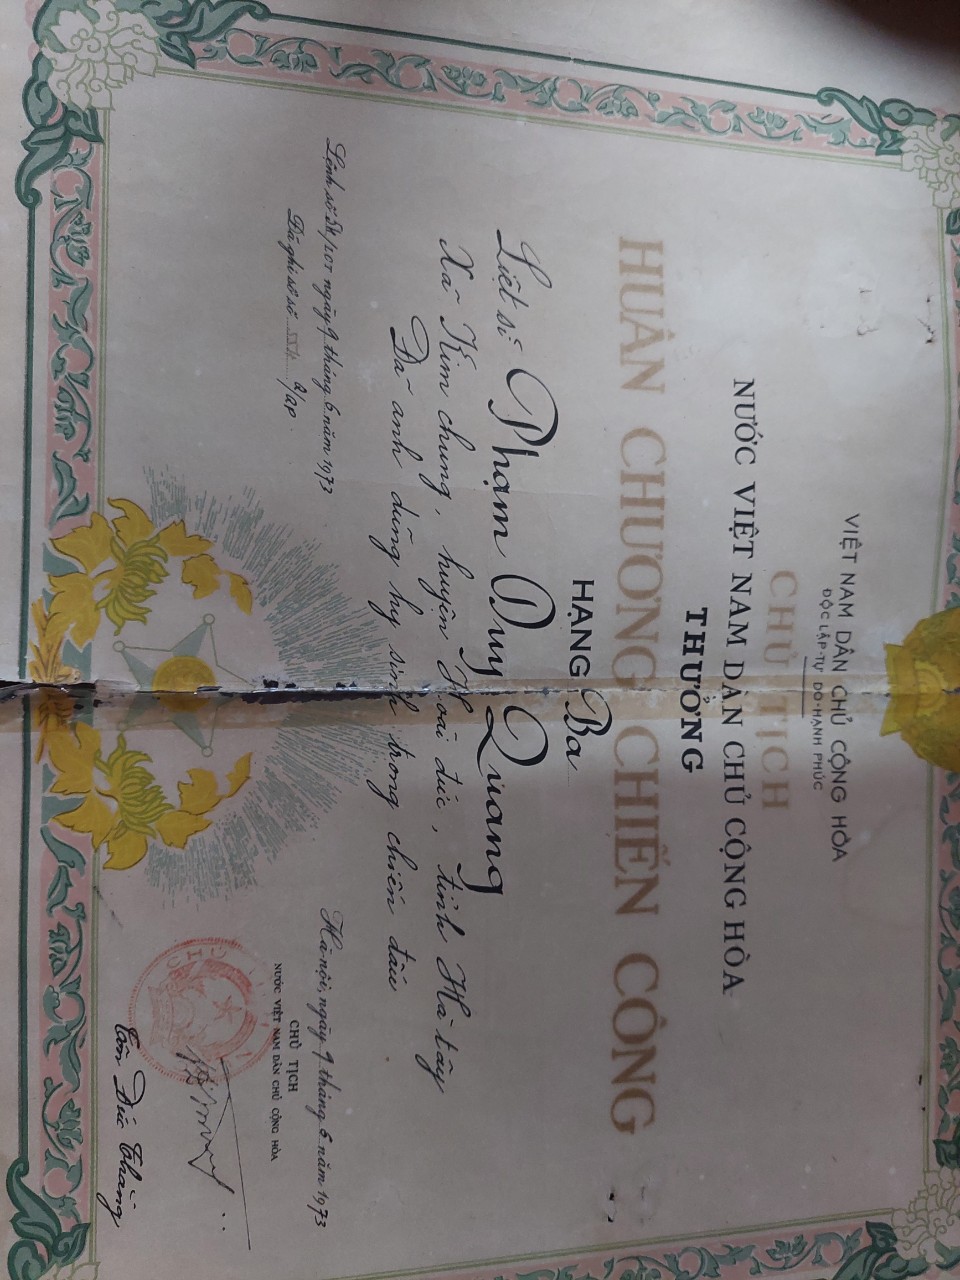 VIỆT NAM DÂN CHỦ CỘNG HÒA
ĐỘC LẬP-TỰ DO-HẠNH PHÚC
CHỦ TỊCH
NƯỚC VIỆT NAM DÂN CHỦ CỘNG HÒA
THƯỞNG
HUÂN CHƯƠNG CHIẾN CÔNG
HẠNG Ba
Liệt sĩ: Phạm Duy Quang
Xã Kim chung, huyện Hoài đức, tỉnh Hà-tây
Đã anh dũng hy sinh trong chiến đấu
Lệnh số ngày 9 tháng 6 năm 1973
Đã ghi sổ số
Hà nội, ngày 9 tháng 6 năm 1973
CHỦ TỊCH
NƯỚC VIỆT NAM DÂN CHỦ CỘNG HÒA
Tôn Đức Thắng